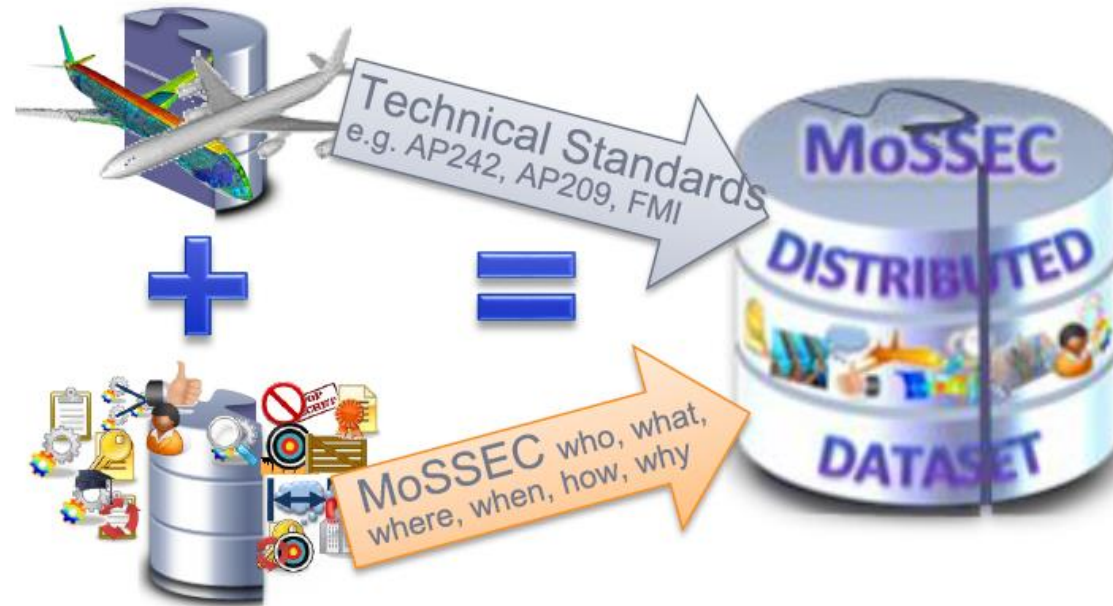 Technical Standards
e.g. AP242, AP209, FMI
MoSSEC
DISTRIBUTED
DATASET
MoSSEC who, what,
where, when, how, why